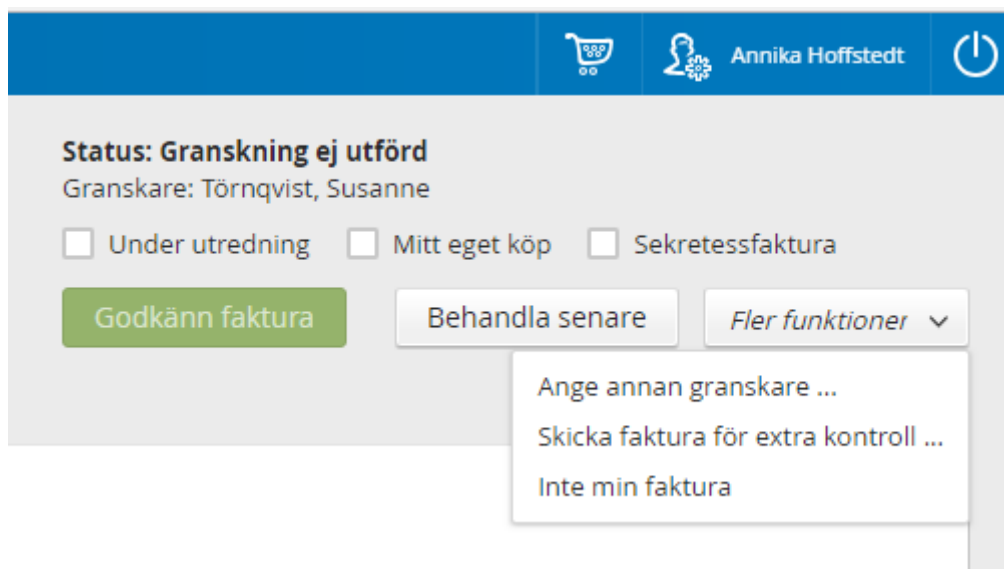 Annika Hoffstedt
Status: Granskning ej utförd
Granskare: Törnqvist, Susanne
Under utredning Mitt eget köp Sekretessfaktura
Godkänn faktura Behandla senare Fler funktioner
Ange annan granskare ...
Skicka faktura för extra kontroll ...
Inte min faktura